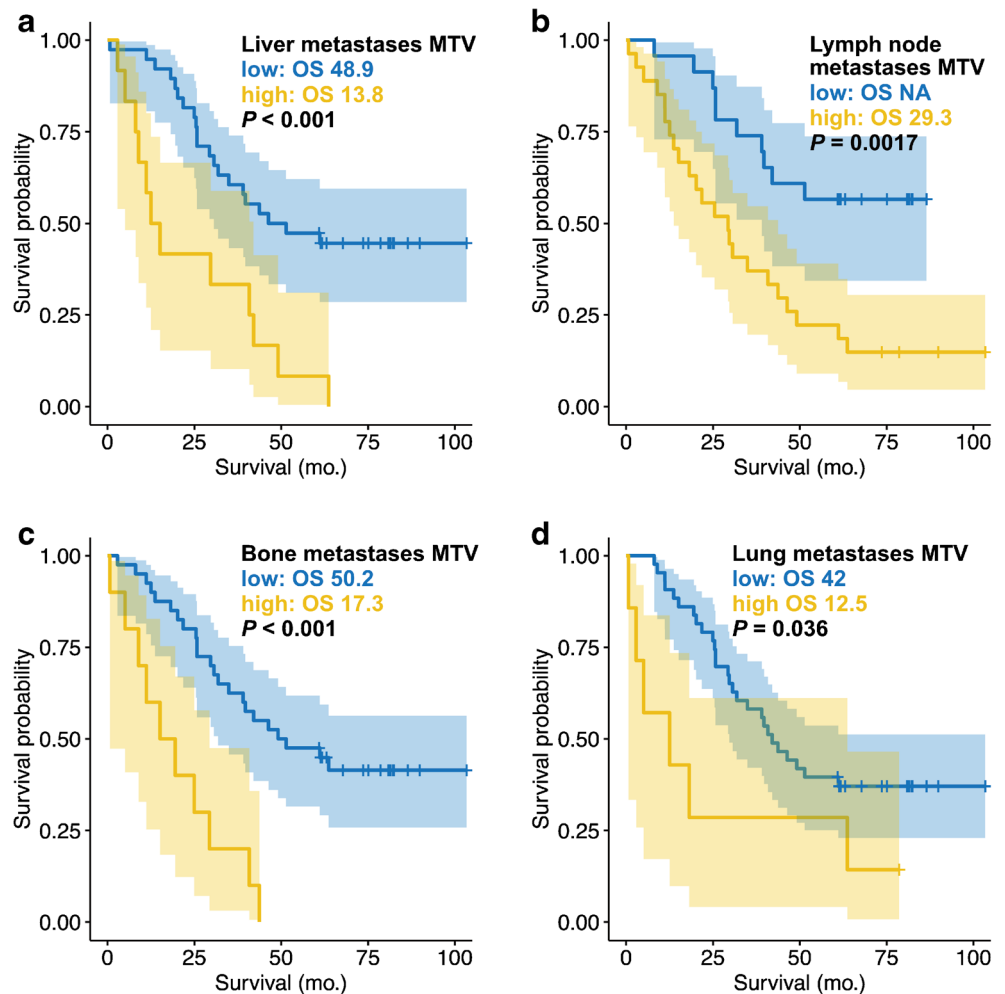 a
Liver metastases MTV
low: OS 48.9
high: OS 13.8
P < 0.001
Survival probability
1.00
0.75
0.50
0.25
0.00
0 25 50 75 100
Survival (mo.)
b
Lymph node
metastases MTV
low: OS NA
high: OS 29.3
P = 0.0017
Survival probability
1.00
0.75
0.50
0.25
0.00
0 25 50 75 100
Survival (mo.)
c
Bone metastases MTV
low: OS 50.2
high: OS 17.3
P < 0.001
Survival probability
1.00
0.75
0.50
0.25
0.00
0 25 50 75 100
Survival (mo.)
d
Lung metastases MTV
low: OS 42
high OS 12.5
P = 0.036
Survival probability
1.00
0.75
0.50
0.25
0.00
0 25 50 75 100
Survival (mo.)